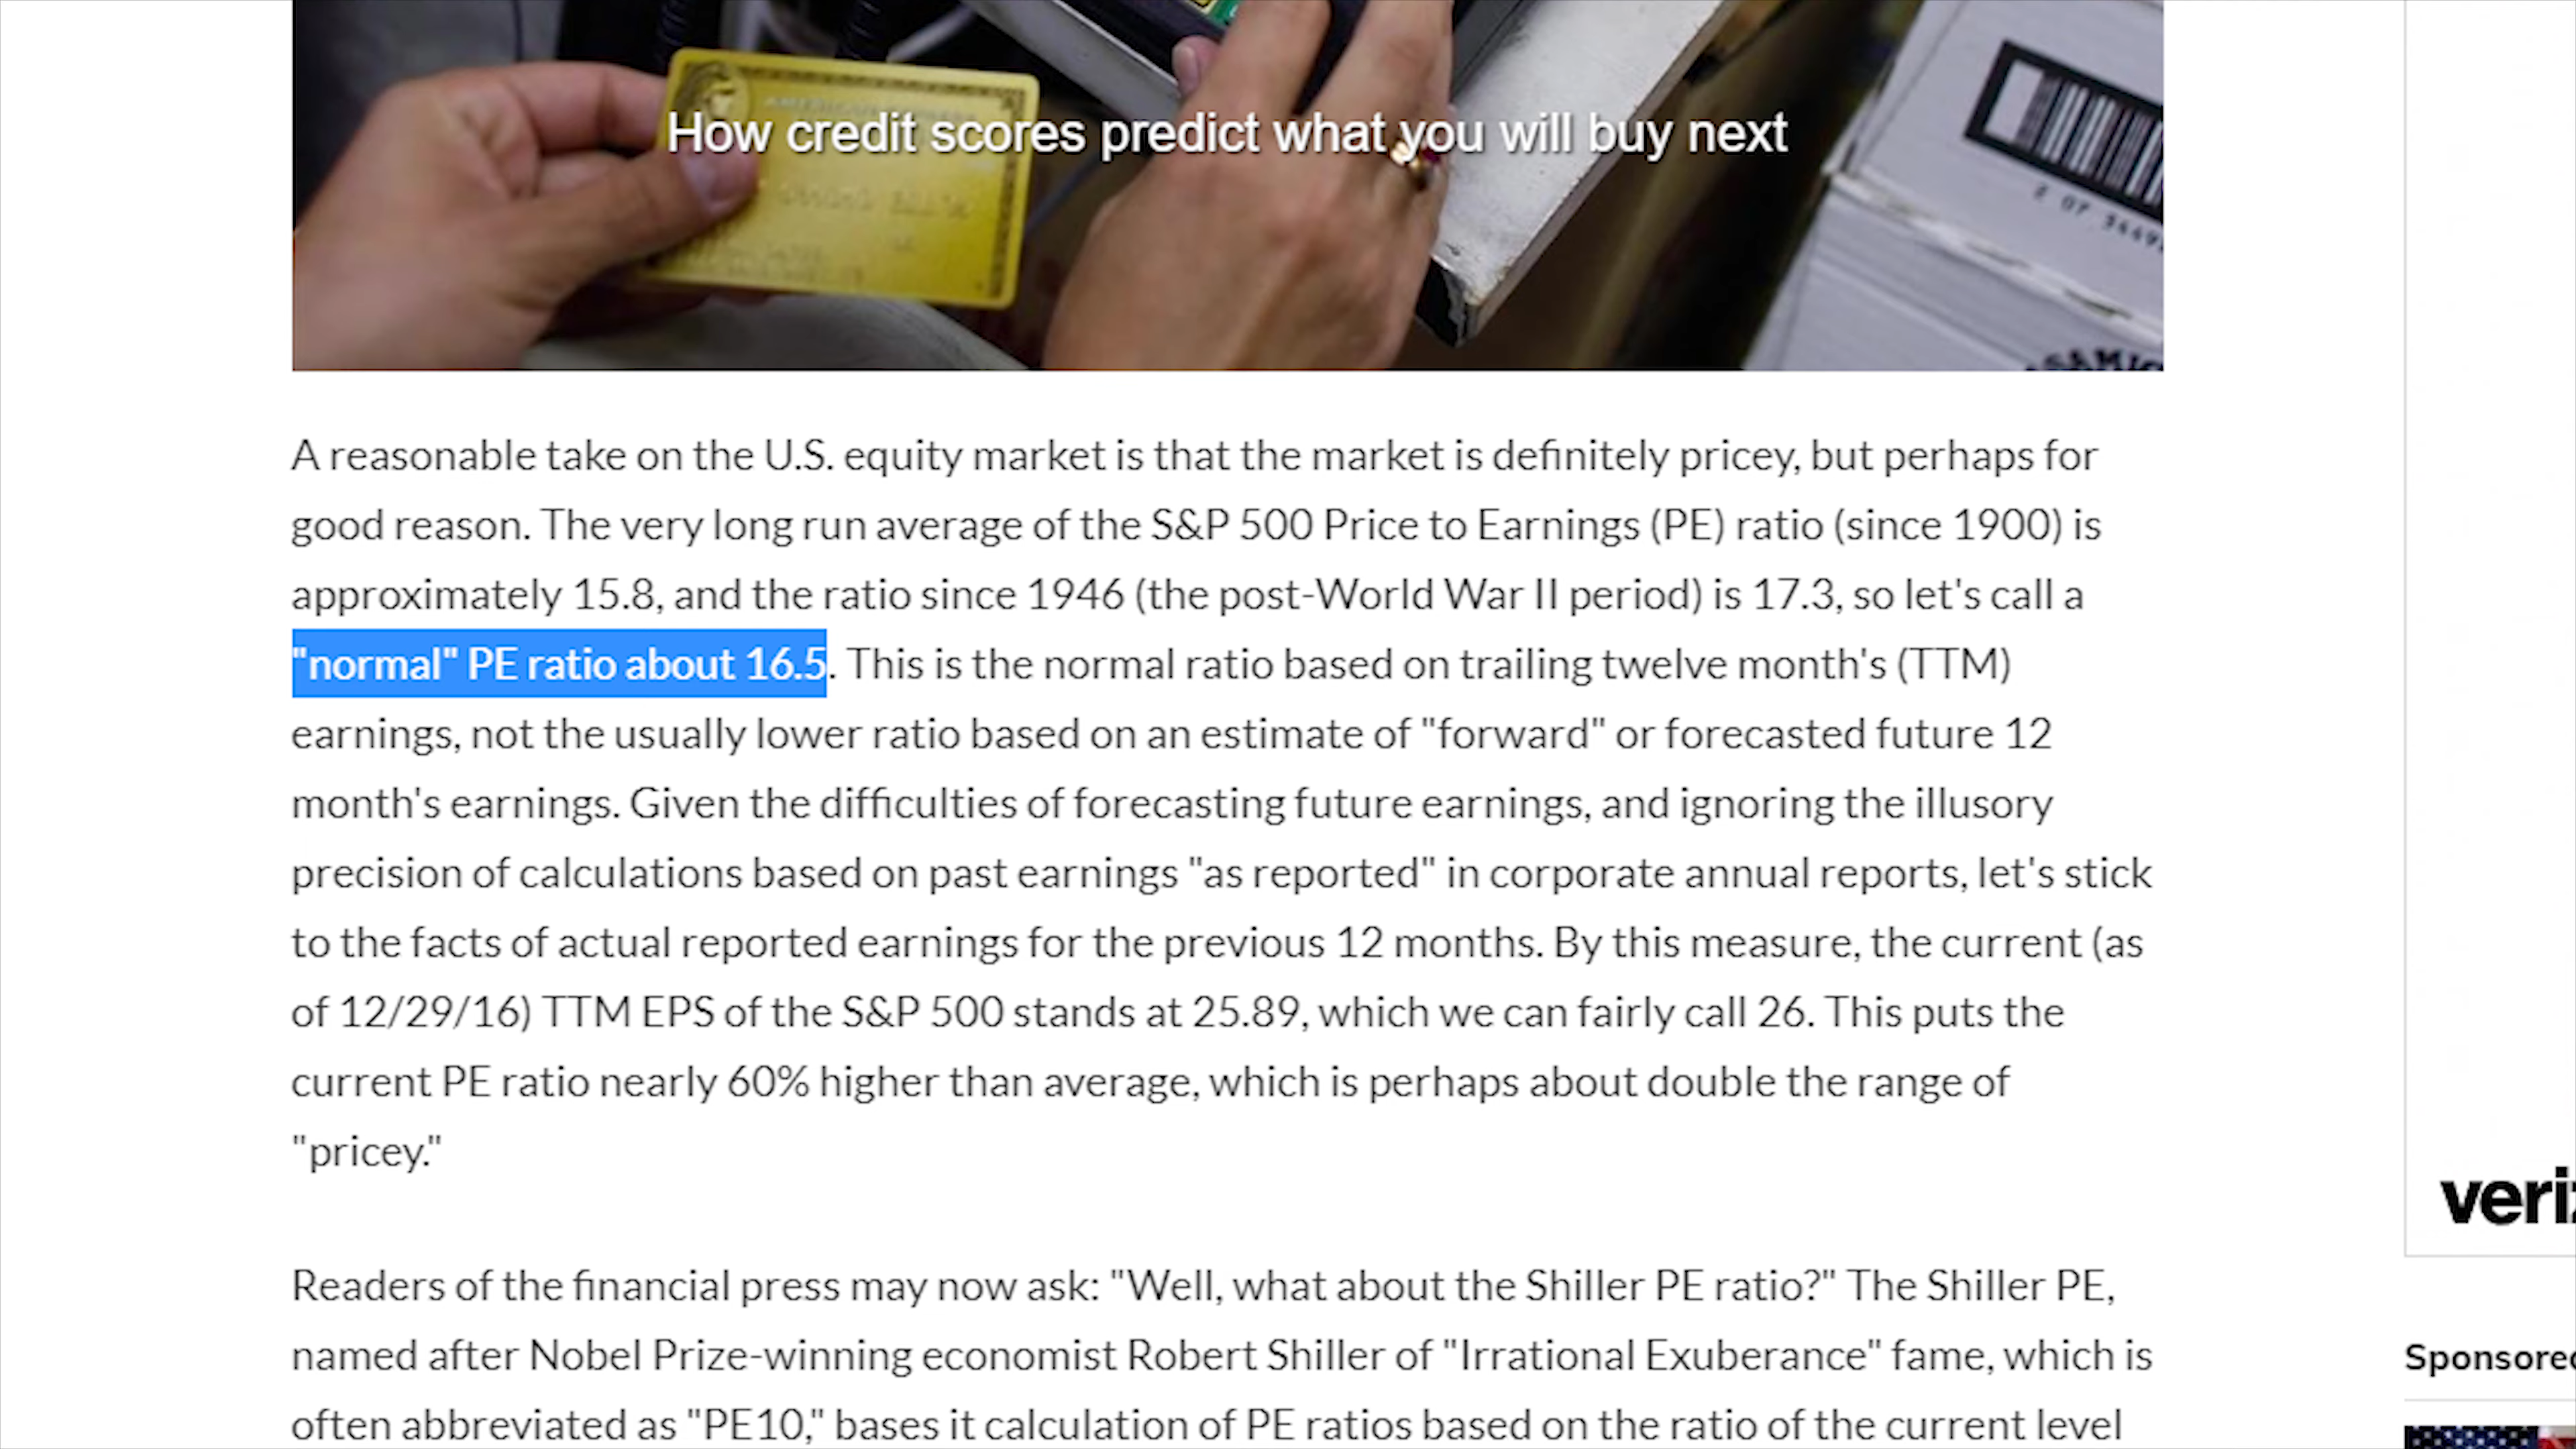 AMERICAN EXPRESS
How credit scores predict what you will buy next
A reasonable take on the U.S. equity market is that the market is definitely pricey, but perhaps for
good reason. The very long run average of the S&P 500 Price to Earnings (PE) ratio (since 1900) is
approximately 15.8, and the ratio since 1946 (the post-World War II period) is 17.3, so let's call a
"normal" PE ratio about 16.5. This is the normal ratio based on trailing twelve month's (TTM)
earnings, not the usually lower ratio based on an estimate of "forward" or forecasted future 12
month's earnings. Given the difficulties of forecasting future earnings, and ignoring the illusory
precision of calculations based on past earnings "as reported" in corporate annual reports, let's stick
to the facts of actual reported earnings for the previous 12 months. By this measure, the current (as
of 12/29/16) TTM EPS of the S&P 500 stands at 25.89, which we can fairly call 26. This puts the
current PE ratio nearly 60% higher than average, which is perhaps about double the range of
"pricey."
veri
Readers of the financial press may now ask: "Well, what about the Shiller PE ratio?" The Shiller PE,
named after Nobel Prize-winning economist Robert Shiller of "Irrational Exuberance" fame, which is
often abbreviated as "PE10," bases it calculation of PE ratios based on the ratio of the current level
Sponsored